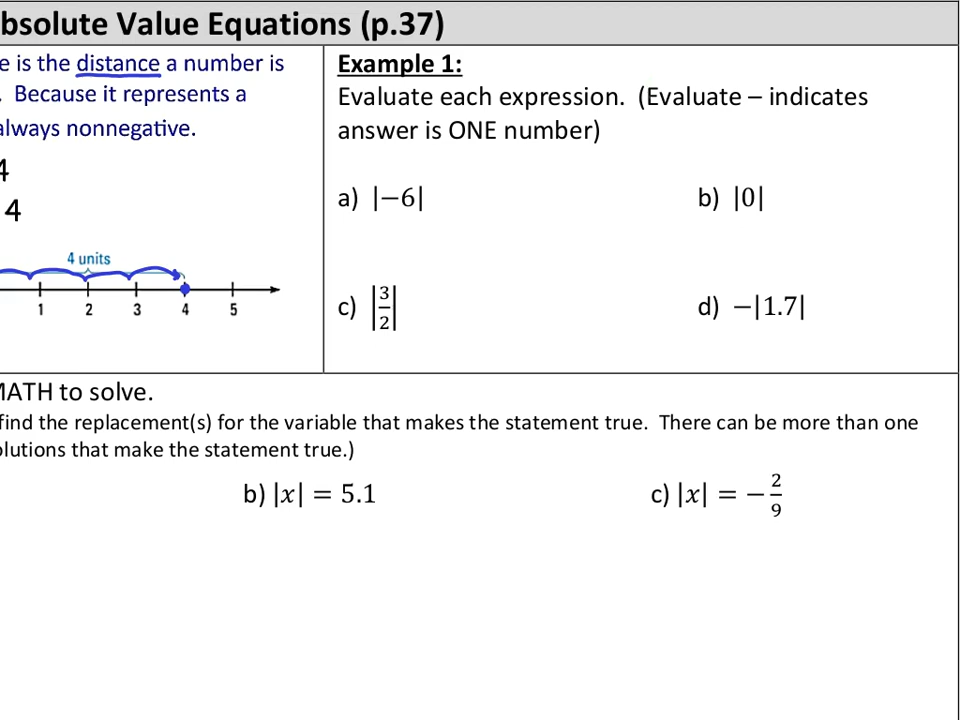 bsolute Value Equations (p.37)
e is the distance a number is
. Because it represents a
always nonnegative.
4
4
4 units
1 2 3 4 5
Example 1:
Evaluate each expression. (Evaluate – indicates
answer is ONE number)
a) |−6| b) |0|
c) |3/2| d) −|1.7|
MATH to solve.
find the replacement(s) for the variable that makes the statement true. There can be more than one
olutions that make the statement true.)
b) |x| = 5.1 c) |x| = −2/9